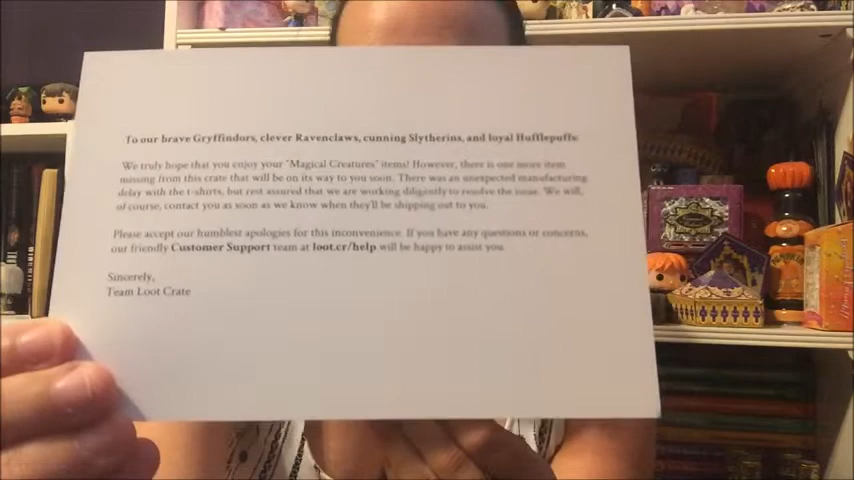 To our brave Gryffindors, clever Ravenclaws, cunning Slytherins, and loyal Hufflepuffs,
We truly hope that you enjoy your "Magical Creatures" items! However, there is one more item
missing from this crate that will be on its way to you soon. There was an unexpected manufacturing
delay with the t-shirts, but rest assured that we are working diligently to resolve the issue. We will,
of course, contact you as soon as we know when they'll be shipping out to you.
Please accept our humblest apologies for this inconvenience. If you have any questions or concerns,
our friendly Customer Support team at loot.cr/help will be happy to assist you.
Sincerely,
Team Loot Crate